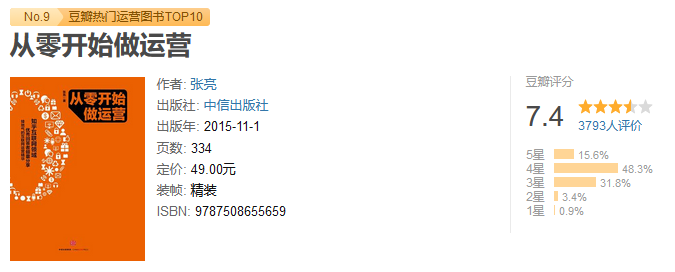 No.9 豆瓣热门运营图书TOP10
从零开始做运营
从零开始
做运营
作者: 张亮
出版社: 中信出版社
出版年: 2015-11-1
页数: 334
定价: 49.00元
装帧: 精装
ISBN: 9787508655659
豆瓣评分
7.4
3793人评价
5星 15.6%
4星 48.3%
3星 31.8%
2星 3.4%
1星 0.9%